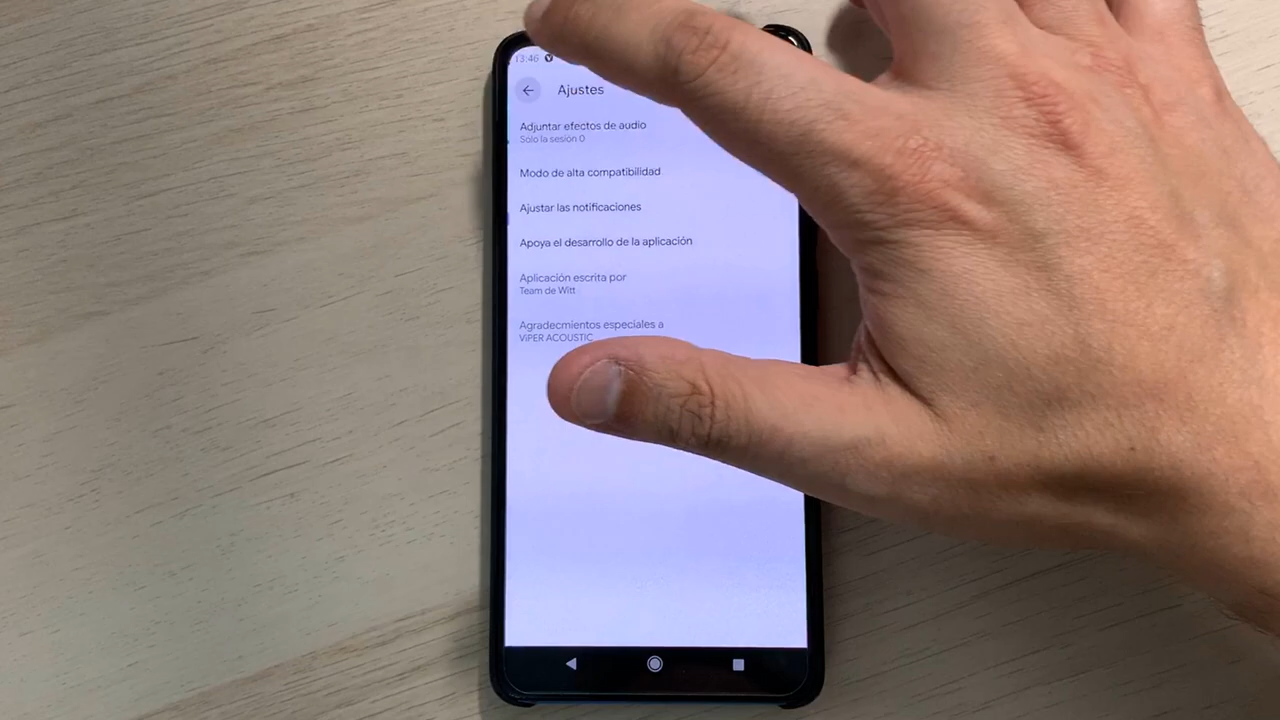 13:46
Ajustes
Adjuntar efectos de audio
Sólo la sesión 0
Modo de alta compatibilidad
Ajustar las notificaciones
Apoya el desarrollo de la aplicación
Aplicación escrita por
Team de Witt
Agradecmientos especiales a
ViPER ACOUSTIC